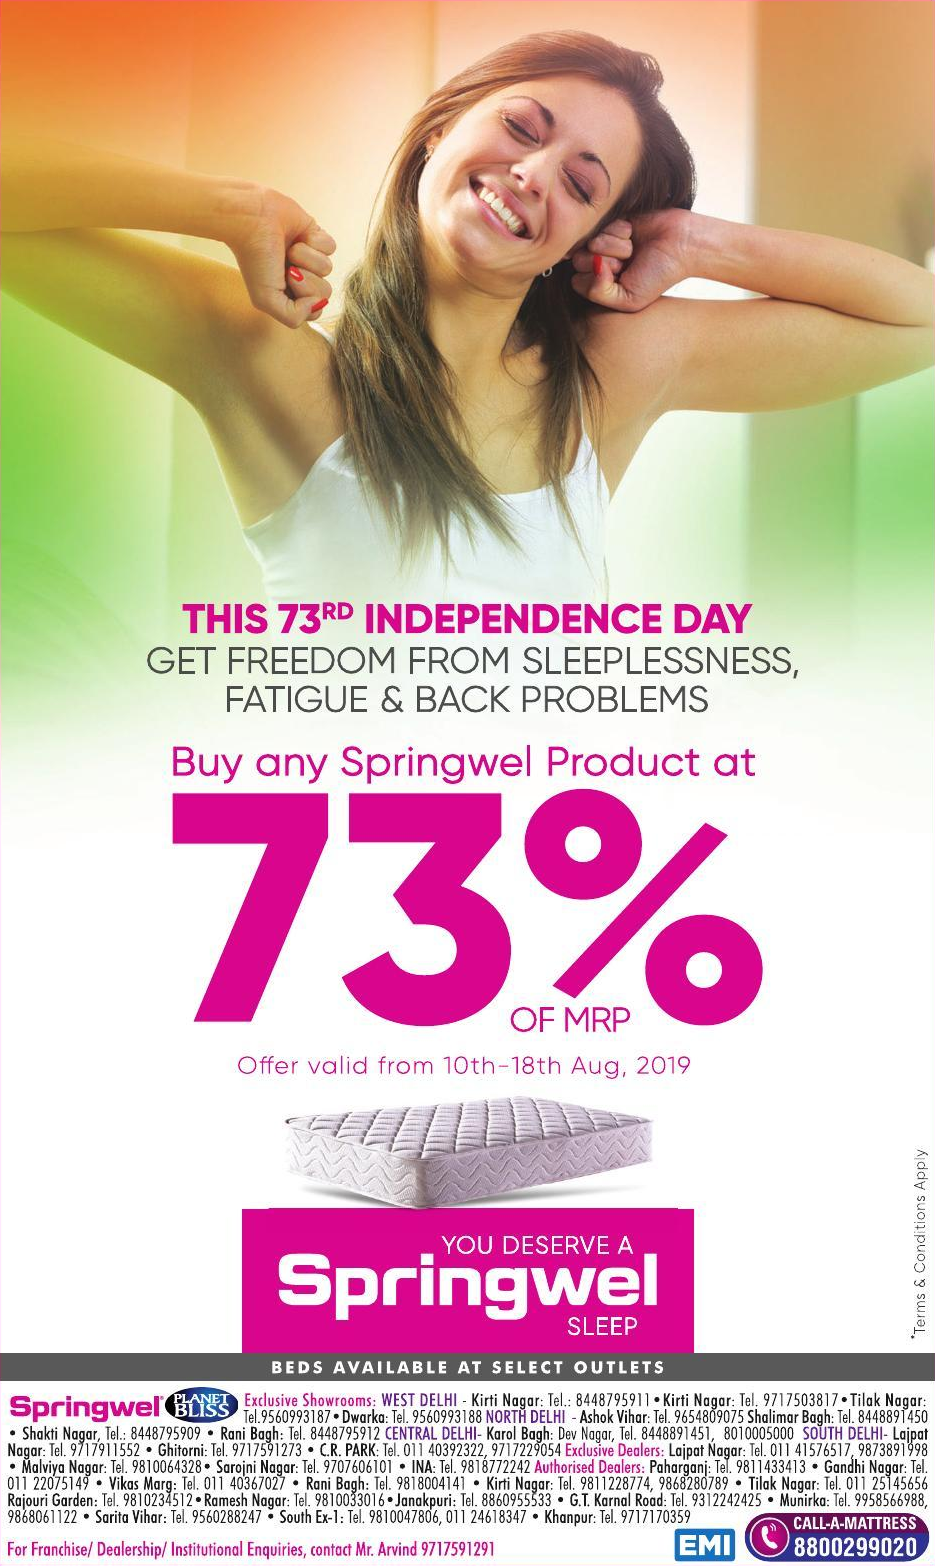 THIS 73RD INDEPENDENCE DAY
GET FREEDOM FROM SLEEPLESSNESS,
FATIGUE & BACK PROBLEMS
Buy any Springwel Product at
73%
OF MRP
Offer valid from 10th-18th Aug, 2019
YOU DESERVE A
Springwel
SLEEP
*Terms & Conditions Apply
BEDS AVAILABLE AT SELECT OUTLETS
Springwel® PLANET BLISS Exclusive Showrooms: WEST DELHI - Kirti Nagar: Tel.: 8448795911 • Kirti Nagar: Tel. 9717503817 • Tilak Nagar:
Tel.9560993187 • Dwarka: Tel. 9560993188 NORTH DELHI - Ashok Vihar: Tel. 9654809075 Shalimar Bagh: Tel. 8448891450
• Shakti Nagar, Tel.: 8448795909 • Rani Bagh: Tel. 8448795912 CENTRAL DELHI- Karol Bagh: Dev Nagar, Tel. 8448891451, 8010005000 SOUTH DELHI- Lajpat
Nagar: Tel. 9717911552 • Ghitorni: Tel. 9717591273 • C.R. PARK: Tel. 011 40392322, 9717229054 Exclusive Dealers: Lajpat Nagar: Tel. 011 41576517, 9873891998
• Malviya Nagar: Tel. 9810064328 • Sarojni Nagar: Tel. 9707606101 • INA: Tel. 9818772242 Authorised Dealers: Paharganj: Tel. 9811433413 • Gandhi Nagar: Tel.
011 22075149 • Vikas Marg: Tel. 011 40367027 • Rani Bagh: Tel. 9818004141 • Kirti Nagar: Tel. 9811228774, 9868280789 • Tilak Nagar: Tel. 011 25145656
Rajouri Garden: Tel. 9810234512 • Ramesh Nagar: Tel. 9810033016 • Janakpuri: Tel. 8860955533 • G.T. Karnal Road: Tel. 9312242425 • Munirka: Tel. 9958566988,
9868061122 • Sarita Vihar: Tel. 9560288247 • South Ex-1: Tel. 9810047806, 011 24618347 • Khanpur: Tel. 9717170359
For Franchise/ Dealership/ Institutional Enquiries, contact Mr. Arvind 9717591291
EMI
CALL-A-MATTRESS
8800299020